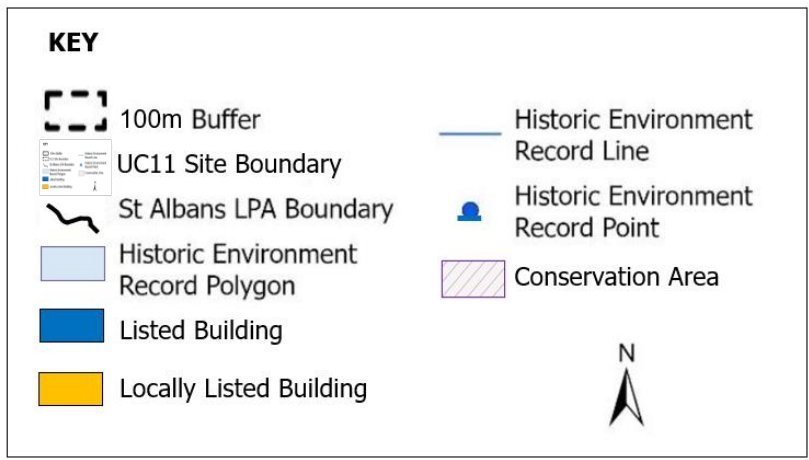 KEY
100m Buffer
UC11 Site Boundary
St Albans LPA Boundary
Historic Environment
Record Polygon
Listed Building
Locally Listed Building
Historic Environment
Record Line
Historic Environment
Record Point
Conservation Area
N